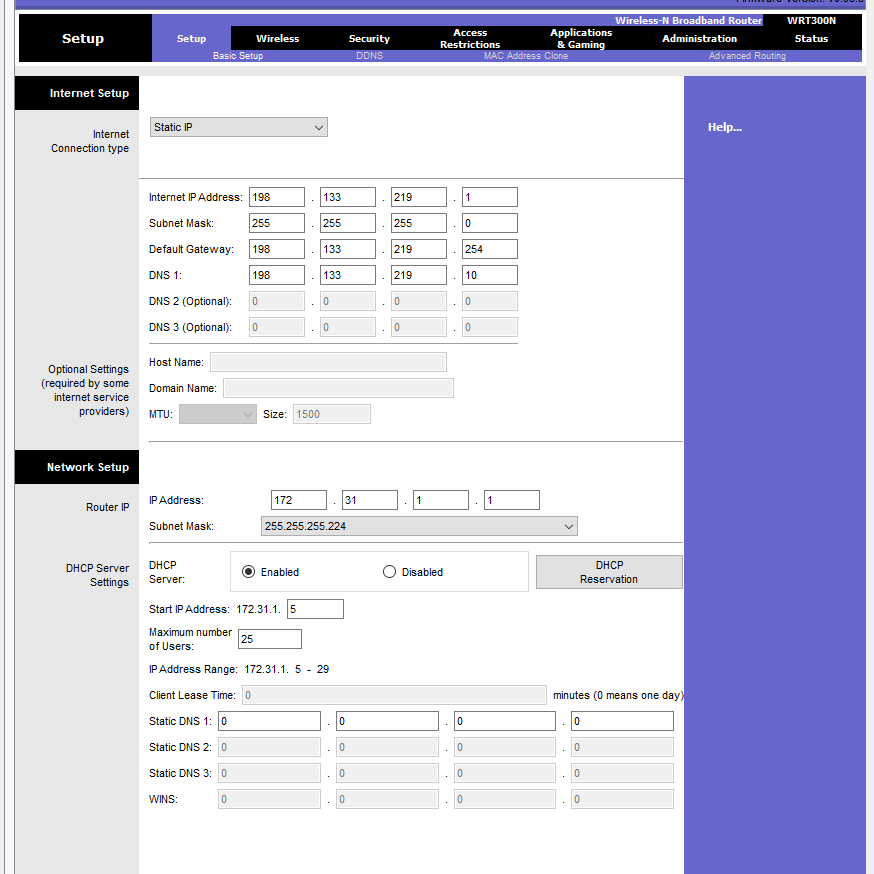 Wireless-N Broadband Router WRT300N
Setup
Setup Wireless Security Access Restrictions Applications & Gaming Administration Status
Basic Setup DDNS MAC Address Clone Advanced Routing
Internet Setup
Help...
Internet
Connection type
Static IP
Internet IP Address: 198 . 133 . 219 . 1
Subnet Mask: 255 . 255 . 255 . 0
Default Gateway: 198 . 133 . 219 . 254
DNS 1: 198 . 133 . 219 . 10
DNS 2 (Optional): 0 . 0 . 0 . 0
DNS 3 (Optional): 0 . 0 . 0 . 0
Optional Settings
(required by some
internet service
providers)
Host Name:
Domain Name:
MTU: Size: 1500
Network Setup
Router IP
IP Address: 172 . 31 . 1 . 1
Subnet Mask: 255.255.255.224
DHCP Server
Settings
DHCP
Server:
Enabled Disabled
DHCP
Reservation
Start IP Address: 172.31.1. 5
Maximum number
of Users:
25
IP Address Range: 172.31.1. 5 - 29
Client Lease Time: 0 minutes (0 means one day)
Static DNS 1: 0 . 0 . 0 . 0
Static DNS 2: 0 . 0 . 0 . 0
Static DNS 3: 0 . 0 . 0 . 0
WINS: 0 . 0 . 0 . 0